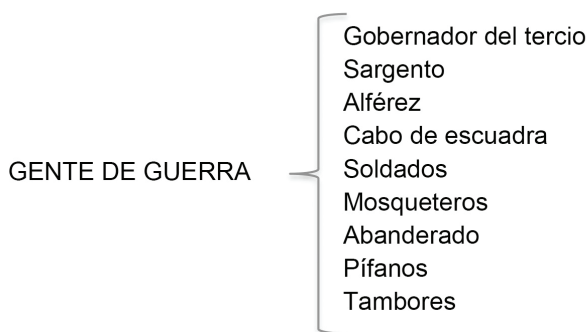 Gobernador del tercio
Sargento
Alférez
Cabo de escuadra
GENTE DE GUERRA
Soldados
Mosqueteros
Abanderado
Pífanos
Tambores